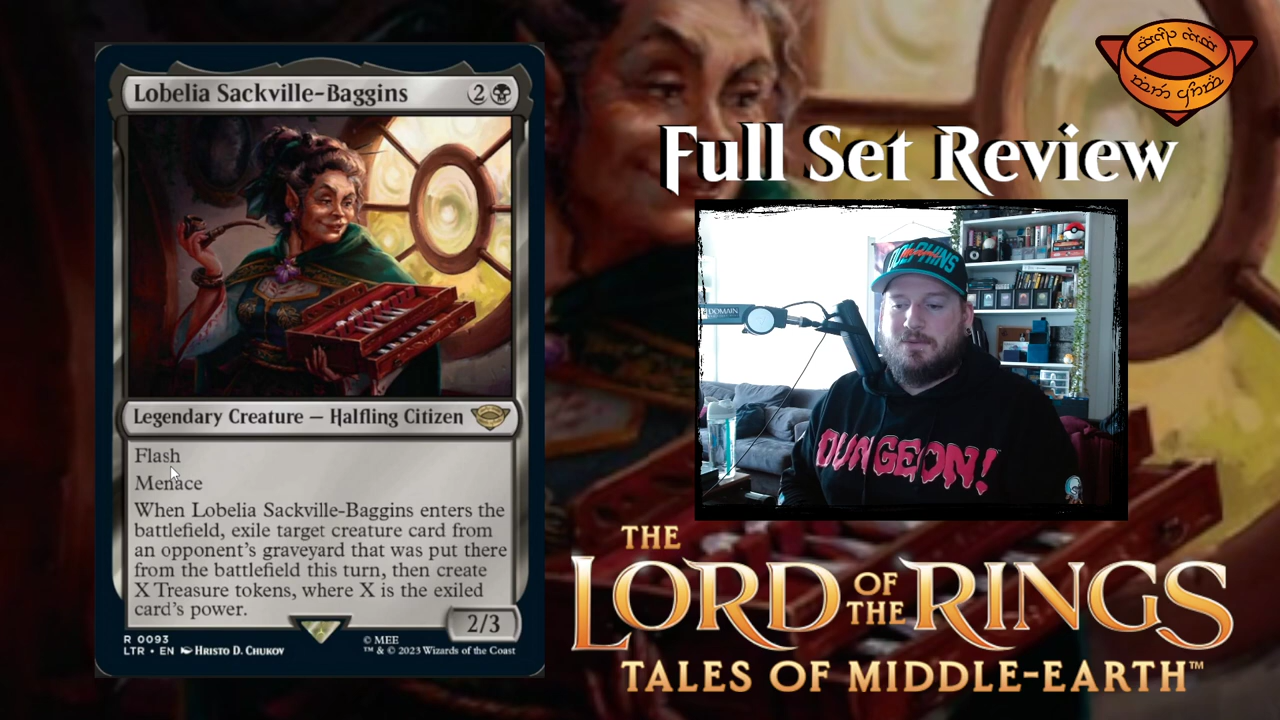 Lobelia Sackville-Baggins 2
Legendary Creature — Halfling Citizen
Flash
Menace
When Lobelia Sackville-Baggins enters the
battlefield, exile target creature card from
an opponent's graveyard that was put there
from the battlefield this turn, then create
X Treasure tokens, where X is the exiled
card's power.
2/3
R 0093
LTR • EN HRISTO D. CHUKOV
© MEE
™ & © 2023 Wizards of the Coast
Full Set Review
DOLPHINS
DOMAIN
DUNGEON!
THE
LORD OF THE RINGS
TALES OF MIDDLE-EARTH™